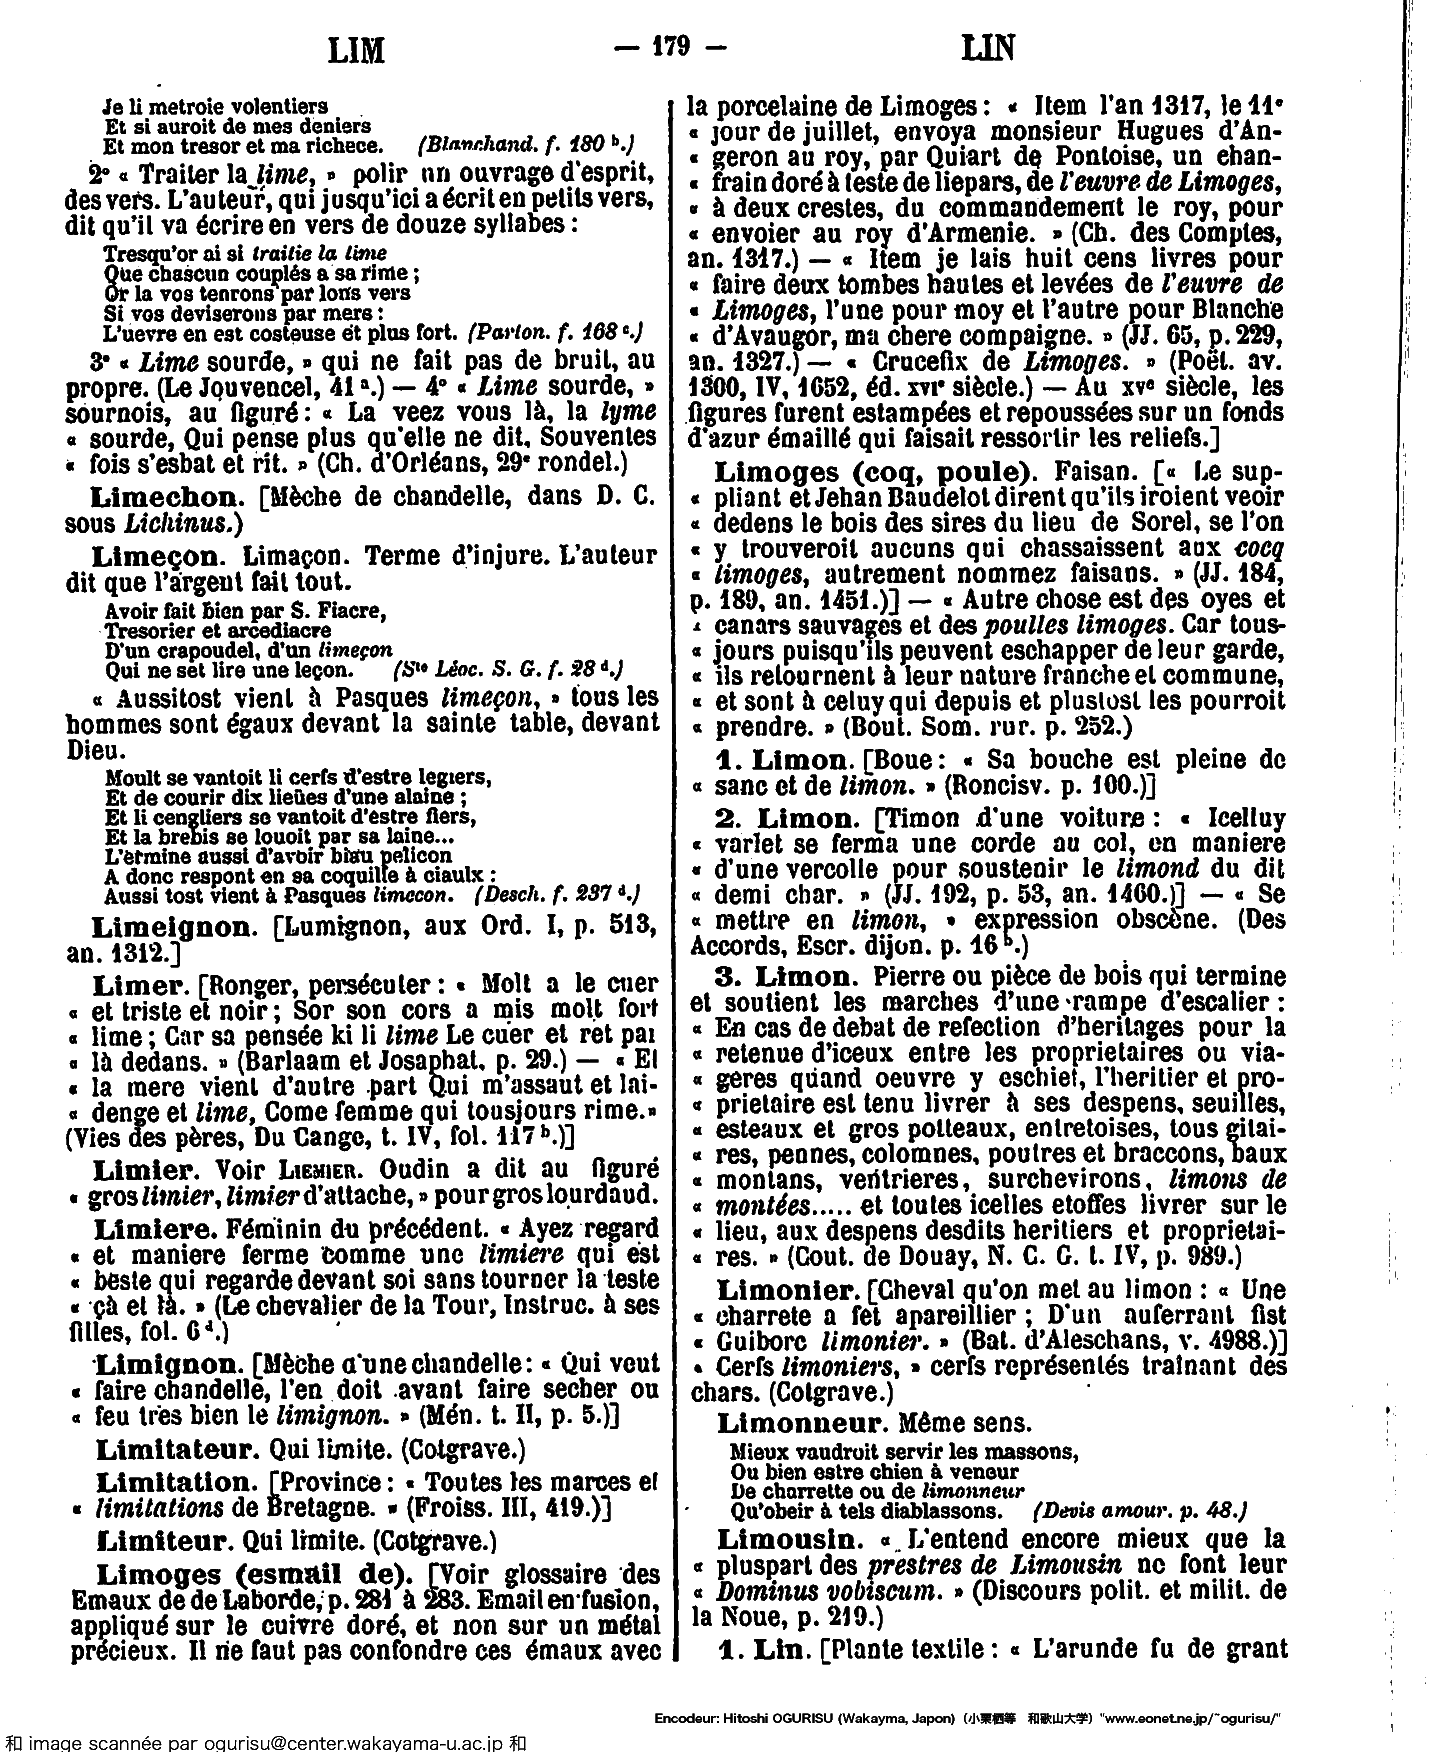 LIM — 179 — LIN
Je li metroie volentiers
Et si auroit de mes deniers
Et mon tresor et ma richece. (Blanchand. f. 180 b.)
2° « Traiter la lime, » polir un ouvrage d'esprit,
des vers. L'auteur, qui jusqu'ici a écrit en petits vers,
dit qu'il va écrire en vers de douze syllabes :
Tresqu'or ai si traitie la lime
Que chascun couplés a sa rime ;
Or la vos tenrons par lons vers
Si vos deviserons par mers :
L'uevre en est costeuse et plus fort. (Parton. f. 168 c.)
3° « Lime sourde, » qui ne fait pas de bruit, au
propre. (Le Jouvencel, 41 a.) — 4° « Lime sourde, »
sournois, au figuré : « La veez vous là, la lyme
« sourde, Qui pense plus qu'elle ne dit, Souventes
« fois s'esbat et rit. » (Ch. d'Orléans, 29e rondel.)
Limechon. [Mèche de chandelle, dans D. C.
sous Lichinus.)
Limeçon. Limaçon. Terme d'injure. L'auteur
dit que l'argent fait tout.
Avoir fait bien par S. Fiacre,
Tresorier et arcediacre
D'un crapoudel, d'un limeçon
Qui ne set lire une leçon. (Ste Léoc. S. G. f. 28 d.)
« Aussitost vient à Pasques limeçon, » tous les
hommes sont égaux devant la sainte table, devant
Dieu.
Moult se vantoit li cerfs d'estre legiers,
Et de courir dix lieües d'une alaine ;
Et li cengliers se vantoit d'estre fiers,
Et la brebis se louoit par sa laine...
L'ermine aussi d'avoir biau pelicon
A donc respont en sa coquille à ciaulx :
Aussi tost vient à Pasques limecon. (Desch. f. 237 d.)
Limeignon. [Lumignon, aux Ord. I, p. 513,
an. 1312.]
Limer. [Ronger, persécuter : « Molt a le cuer
« et triste et noir ; Sor son cors a mis molt fort
« lime ; Car sa pensée ki li lime Le cuer et ret par
« là dedans. » (Barlaam et Josaphat, p. 29.) — « Et
« la mere vient d'autre part Qui m'assaut et lai-
« denge et lime, Come femme qui tousjours rime. »
(Vies des pères, Du Cange, t. IV, fol. 117 b.)]
Limier. Voir LIEMIER. Oudin a dit au figuré
« gros limier, limier d'attache, » pour gros lourdaud.
Limiere. Féminin du précédent. « Ayez regard
« et maniere ferme comme une limiere qui est
« beste qui regarde devant soi sans tourner la teste
« çà et là. » (Le chevalier de la Tour, Instruc. à ses
filles, fol. 6 d.)
Limignon. [Mèche d'une chandelle : « Qui veut
« faire chandelle, l'en doit avant faire secher ou
« feu très bien le limignon. » (Mén. t. II, p. 5.)]
Limitateur. Qui limite. (Cotgrave.)
Limitation. [Province : « Toutes les marces et
« limitations de Bretagne. » (Froiss. III, 419.)]
Limiteur. Qui limite. (Cotgrave.)
Limoges (esmail de). [Voir glossaire des
Emaux de de Laborde, p. 281 à 283. Email en fusion,
appliqué sur le cuivre doré, et non sur un métal
précieux. Il ne faut pas confondre ces émaux avec
la porcelaine de Limoges : « Item l'an 1317, le 11e
« jour de juillet, envoya monsieur Hugues d'An-
« geron au roy, par Quiart de Pontoise, un chan-
« frain doré à teste de liepars, de l'euvre de Limoges,
« à deux crestes, du commandement le roy, pour
« envoier au roy d'Armenie. » (Ch. des Comptes,
an. 1317.) — « Item je lais huit cens livres pour
« faire deux tombes hautes et levées de l'euvre de
« Limoges, l'une pour moy et l'autre pour Blanche
« d'Avaugor, ma chere compaigne. » (JJ. 65, p. 229,
an. 1327.) — « Crucefix de Limoges. » (Poët. av.
1300, IV, 1652, éd. XVIe siècle.) — Au XVe siècle, les
figures furent estampées et repoussées sur un fonds
d'azur émaillé qui faisait ressortir les reliefs.]
Limoges (coq, poule). Faisan. [« Le sup-
« pliant et Jehan Baudelot dirent qu'ils iroient veoir
« dedens le bois des sires du lieu de Sorel, se l'on
« y trouveroit aucuns qui chassaissent aux cocq
« limoges, autrement nommez faisans. » (JJ. 184,
p. 189, an. 1451.)] — « Autre chose est des oyes et
« canars sauvages et des poulles limoges. Car tous-
« jours puisqu'ils peuvent eschapper de leur garde,
« ils retournent à leur nature franche et commune,
« et sont à celuy qui depuis et plustost les pourroit
« prendre. » (Bout. Som. rur. p. 252.)
1. Limon. [Boue : « Sa bouche est pleine de
« sanc et de limon. » (Roncisv. p. 100.)]
2. Limon. [Timon d'une voiture : « Icelluy
« varlet se ferma une corde au col, en maniere
« d'une vercolle pour soustenir le limond du dit
« demi char. » (JJ. 192, p. 53, an. 1460.)] — « Se
« mettre en limon, » expression obscène. (Des
Accords, Escr. dijon. p. 16 b.)
3. Limon. Pierre ou pièce de bois qui termine
et soutient les marches d'une rampe d'escalier :
« En cas de debat de refection d'heritages pour la
« retenue d'iceux entre les proprietaires ou via-
« geres quand oeuvre y eschiet, l'heritier et pro-
« prietaire est tenu livrer à ses despens, seuilles,
« esteaux et gros potteaux, entretoises, tous gitai-
« res, pennes, colomnes, poutres et braccons, baux
« montans, ventrieres, surchevirons, limons de
« montées..... et toutes icelles etoffes livrer sur le
« lieu, aux despens desdits heritiers et proprietai-
« res. » (Cout. de Douay, N. C. G. t. IV, p. 989.)
Limonier. [Cheval qu'on met au limon : « Une
« charrete a fet apareillier ; D'un auferrant fist
« Guiborc limonier. » (Bat. d'Aleschans, v. 4988.)]
« Cerfs limoniers, » cerfs représentés traînant des
chars. (Cotgrave.)
Limonneur. Même sens.
Mieux vaudroit servir les massons,
Ou bien estre chien à veneur
De charrette ou de limonneur
Qu'obeir à tels diablassons. (Devis amour. p. 48.)
Limousin. « L'entend encore mieux que la
« pluspart des prestres de Limousin ne font leur
« Dominus vobiscum. » (Discours polit. et milit. de
la Noue, p. 219.)
1. Lin. [Plante textile : « L'arunde fu de grant
Encodeur: Hitoshi OGURISU (Wakayma, Japon) (小栗栖等 和歌山大学) "www.eonet.ne.jp/~ogurisu/"
和 image scannée par ogurisu@center.wakayama-u.ac.jp 和